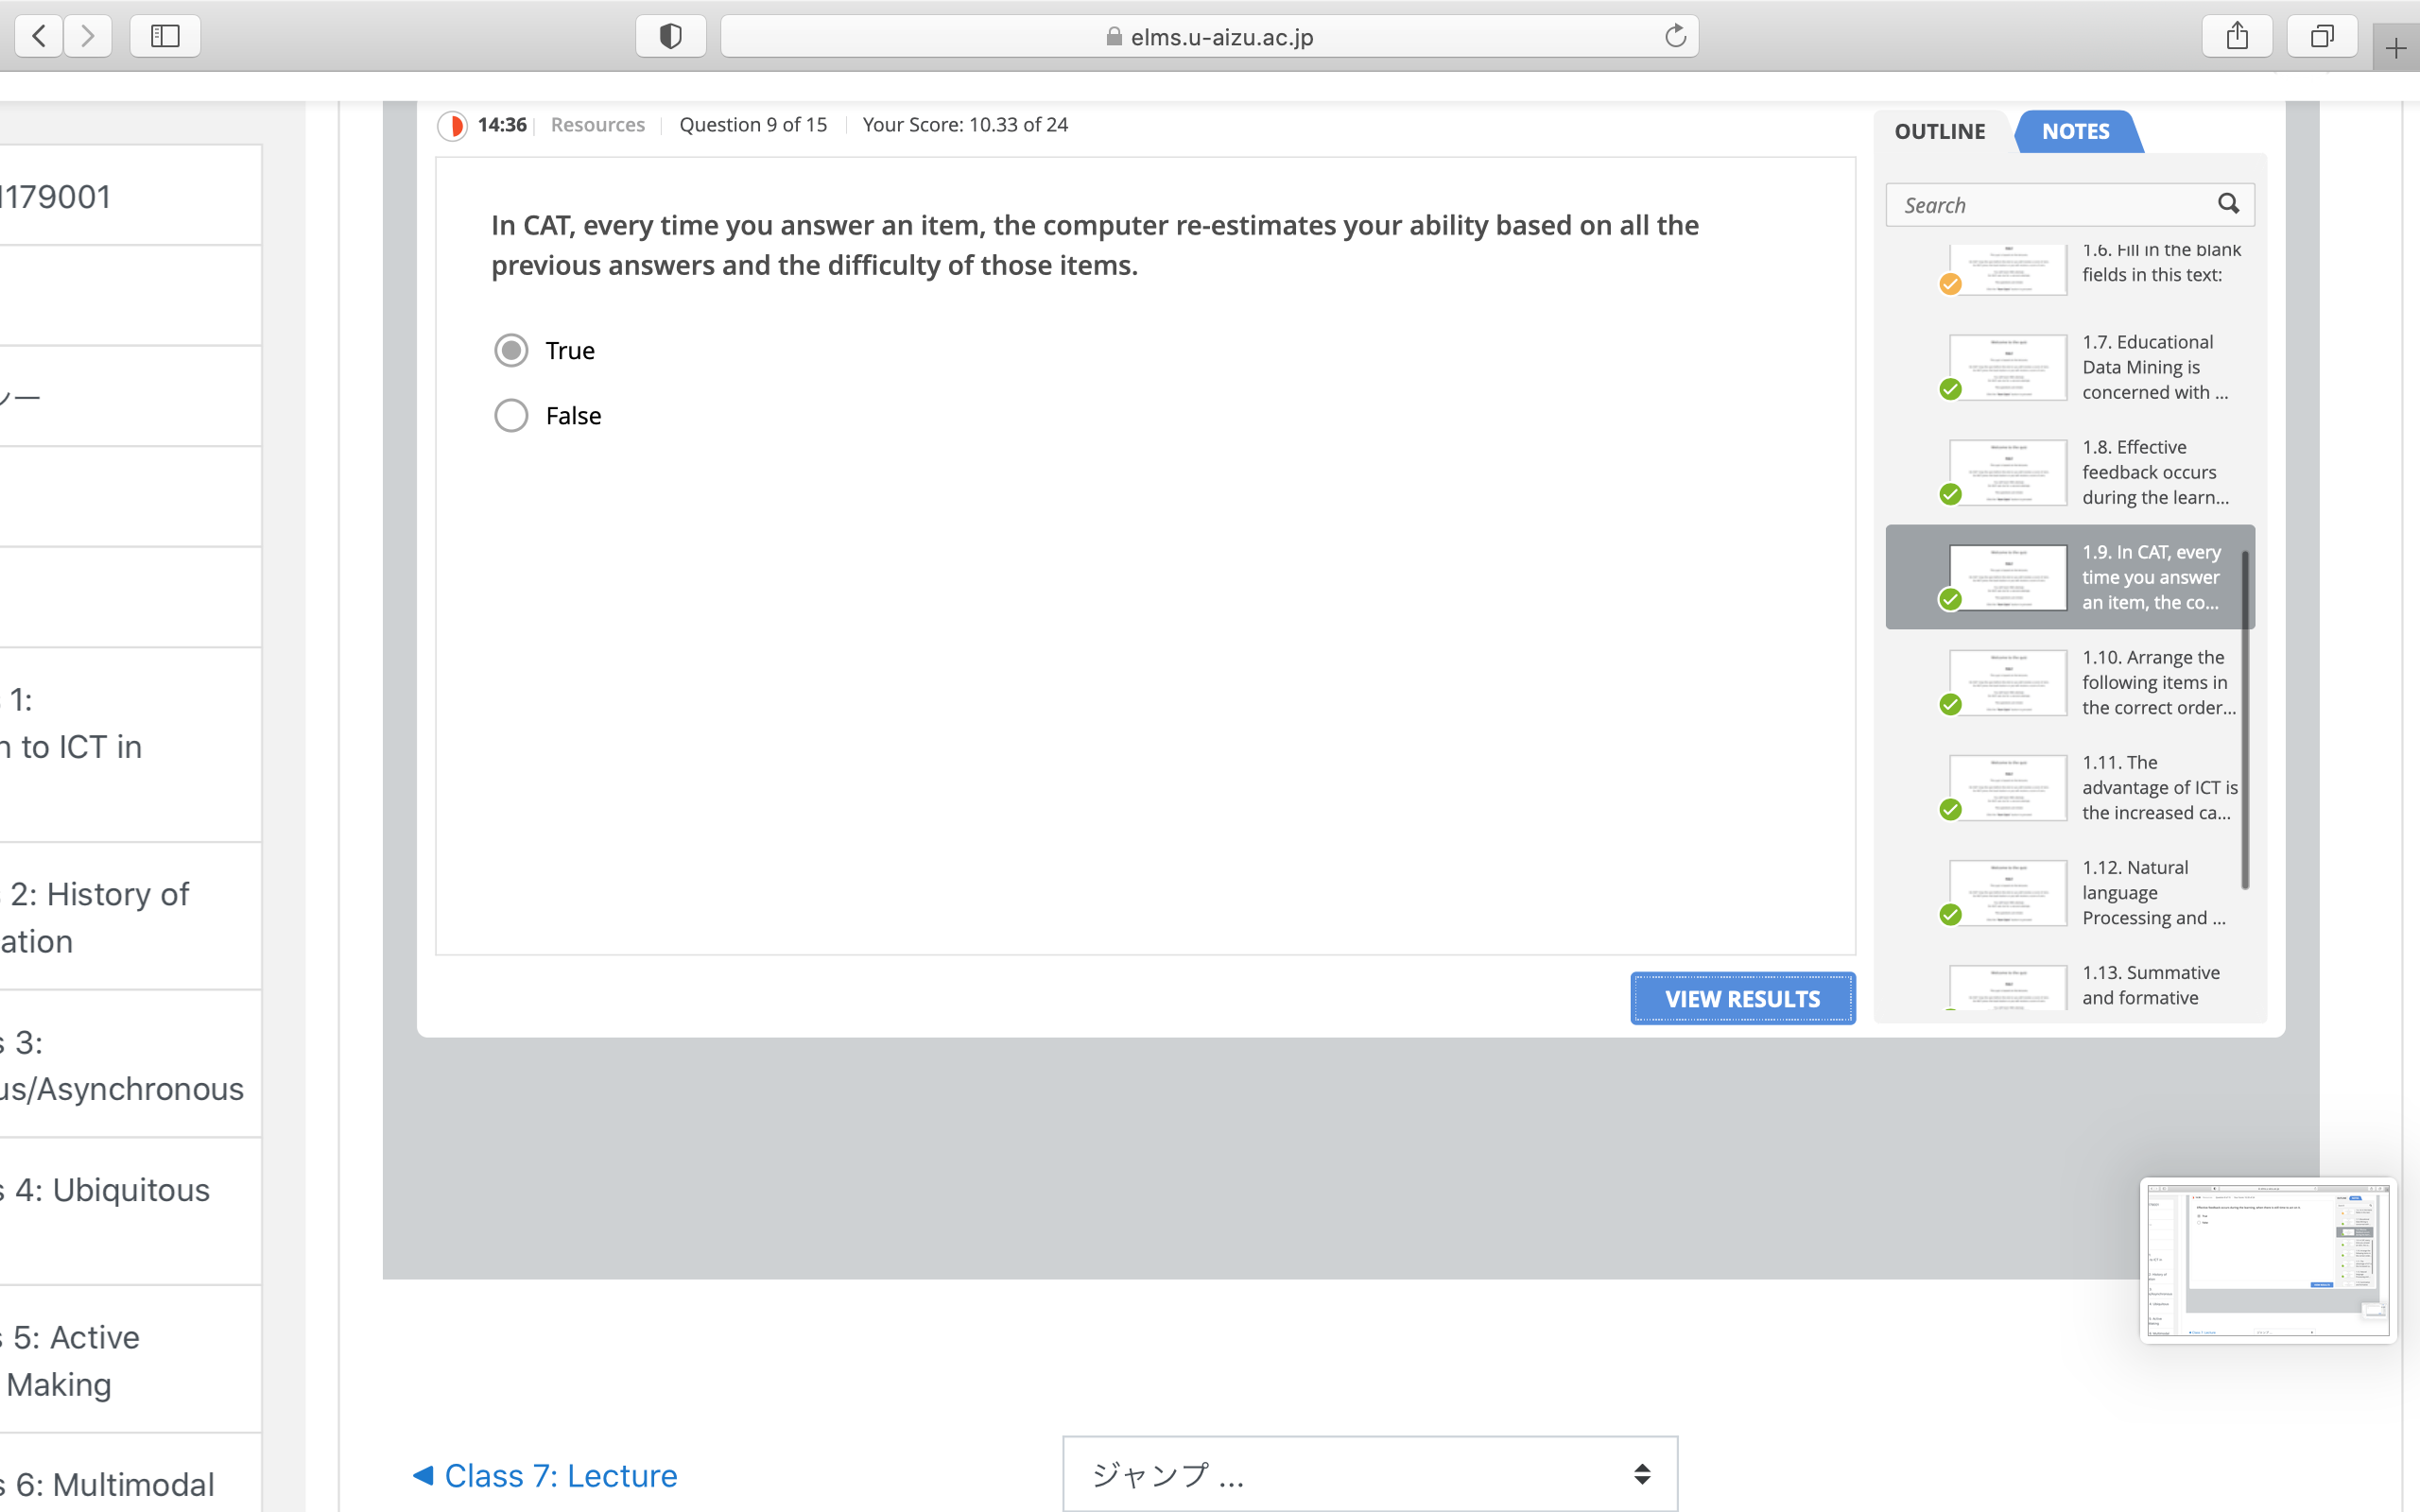 elms.u-aizu.ac.jp
14:36
Resources
Question 9 of 15
Your Score: 10.33 of 24
OUTLINE
NOTES
In CAT, every time you answer an item, the computer re-estimates your ability based on all the
previous answers and the difficulty of those items.
True
False
VIEW RESULTS
Search
1.6. Fill in the blank
fields in this text:
1.7. Educational
Data Mining is
concerned with ...
1.8. Effective
feedback occurs
during the learn...
1.9. In CAT, every
time you answer
an item, the co...
1.10. Arrange the
following items in
the correct order...
1.11. The
advantage of ICT is
the increased ca...
1.12. Natural
language
Processing and ...
1.13. Summative
and formative
1179001
1:
n to ICT in
2: History of
ation
s 3:
us/Asynchronous
s 4: Ubiquitous
s 5: Active
Making
s 6: Multimodal
◀ Class 7: Lecture
ジャンプ ...